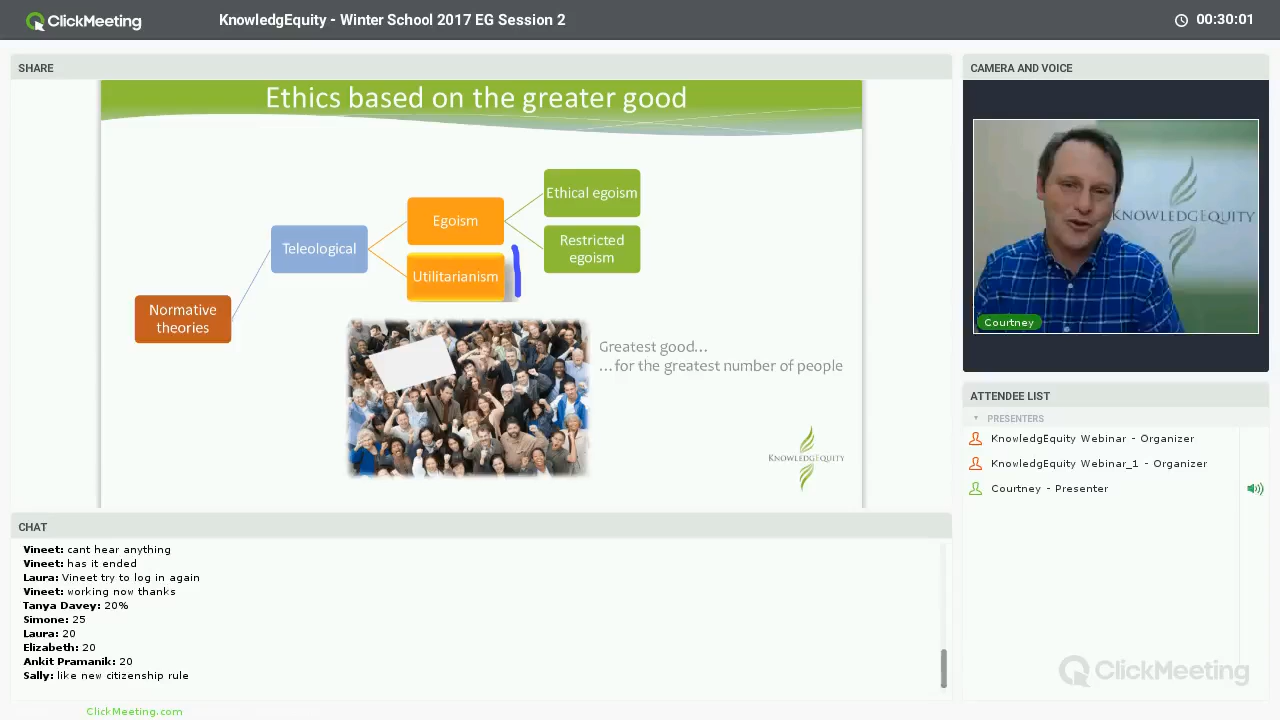 ClickMeeting
KnowledgEquity - Winter School 2017 EG Session 2
00:30:01
SHARE
Ethics based on the greater good
Ethical egoism
Egoism
Restricted
egoism
Teleological
Utilitarianism
Normative
theories
Greatest good...
...for the greatest number of people
KNOWLEDGEQUITY
CHAT
Vineet: cant hear anything
Vineet: has it ended
Laura: Vineet try to log in again
Vineet: working now thanks
Tanya Davey: 20%
Simone: 25
Laura: 20
Elizabeth: 20
Ankit Pramanik: 20
Sally: like new citizenship rule
ClickMeeting.com
CAMERA AND VOICE
KNOWLEDGEQUITY
Courtney
ATTENDEE LIST
PRESENTERS
KnowledgEquity Webinar - Organizer
KnowledgEquity Webinar_1 - Organizer
Courtney - Presenter
ClickMeeting